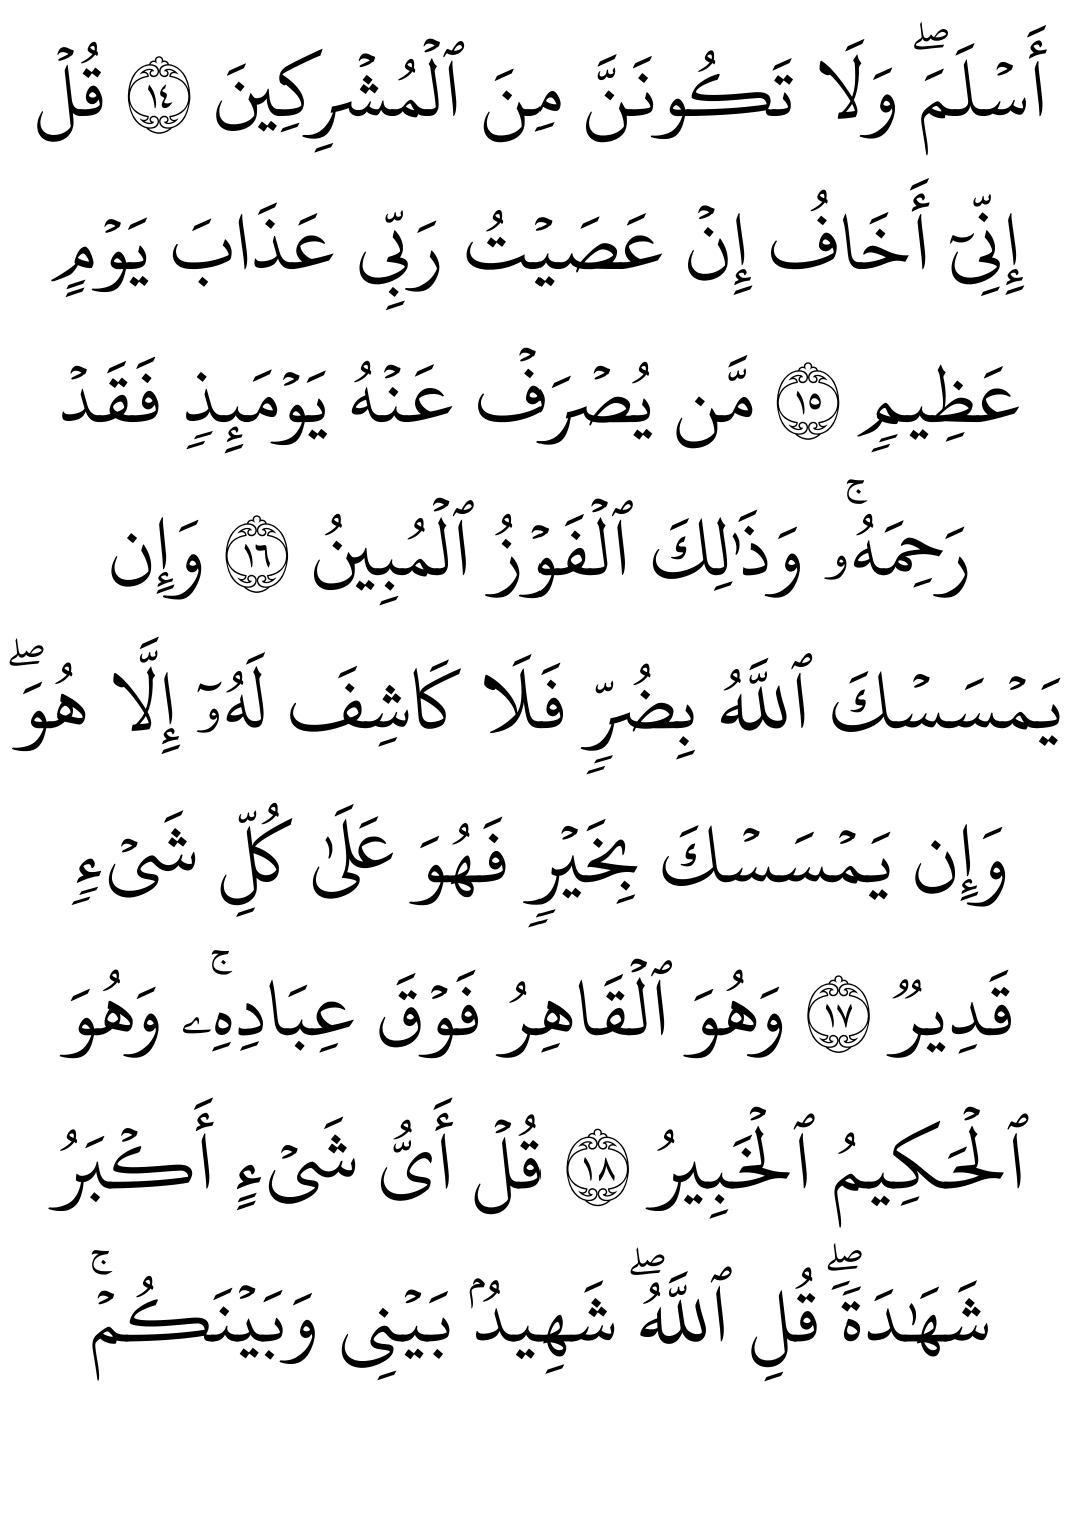 أَسۡلَمَۖ وَلَا تَكُونَنَّ مِنَ ٱلۡمُشۡرِكِينَ ١٤ قُلۡ
إِنِّيٓ أَخَافُ إِنۡ عَصَيۡتُ رَبِّي عَذَابَ يَوۡمٍ
عَظِيمٖ ١٥ مَّن يُصۡرَفۡ عَنۡهُ يَوۡمَئِذٖ فَقَدۡ
رَحِمَهُۥۚ وَذَٰلِكَ ٱلۡفَوۡزُ ٱلۡمُبِينُ ١٦ وَإِن
يَمۡسَسۡكَ ٱللَّهُ بِضُرّٖ فَلَا كَاشِفَ لَهُۥٓ إِلَّا هُوَۖ
وَإِن يَمۡسَسۡكَ بِخَيۡرٖ فَهُوَ عَلَىٰ كُلِّ شَيۡءٖ
قَدِيرٞ ١٧ وَهُوَ ٱلۡقَاهِرُ فَوۡقَ عِبَادِهِۦۚ وَهُوَ
ٱلۡحَكِيمُ ٱلۡخَبِيرُ ١٨ قُلۡ أَيُّ شَيۡءٍ أَكۡبَرُ
شَهَٰدَةٗۖ قُلِ ٱللَّهُۖ شَهِيدُۢ بَيۡنِي وَبَيۡنَكُمۡۚ